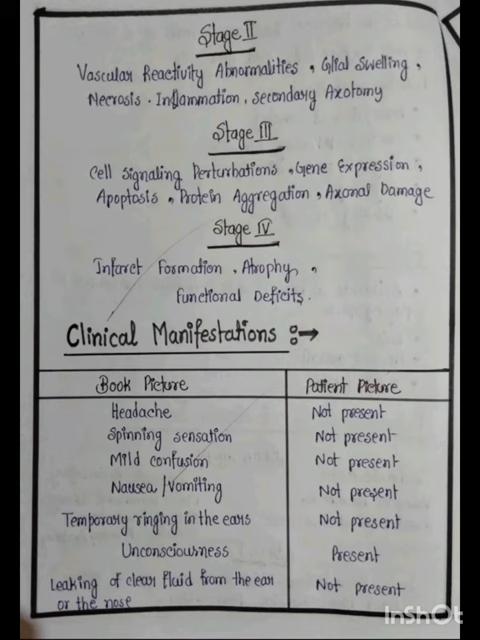 Stage II
Vascular Reactivity Abnormalities, Glial Swelling,
Necrosis. Inflammation, Secondary Axotomy
Stage III
Cell Signaling Perturbations, Gene Expression,
Apoptosis, Protein Aggregation, Axonal Damage
Stage IV
Infarct Formation, Atrophy,
Functional Deficits.
Clinical Manifestations :→
Book Picture Patient Picture
Headache Not present
Spinning sensation Not present
Mild confusion Not present
Nausea/Vomiting Not present
Temporary ringing in the ears Not present
Unconsciousness Present
Leaking of clear fluid from the ear Not present
or the nose
InShOt